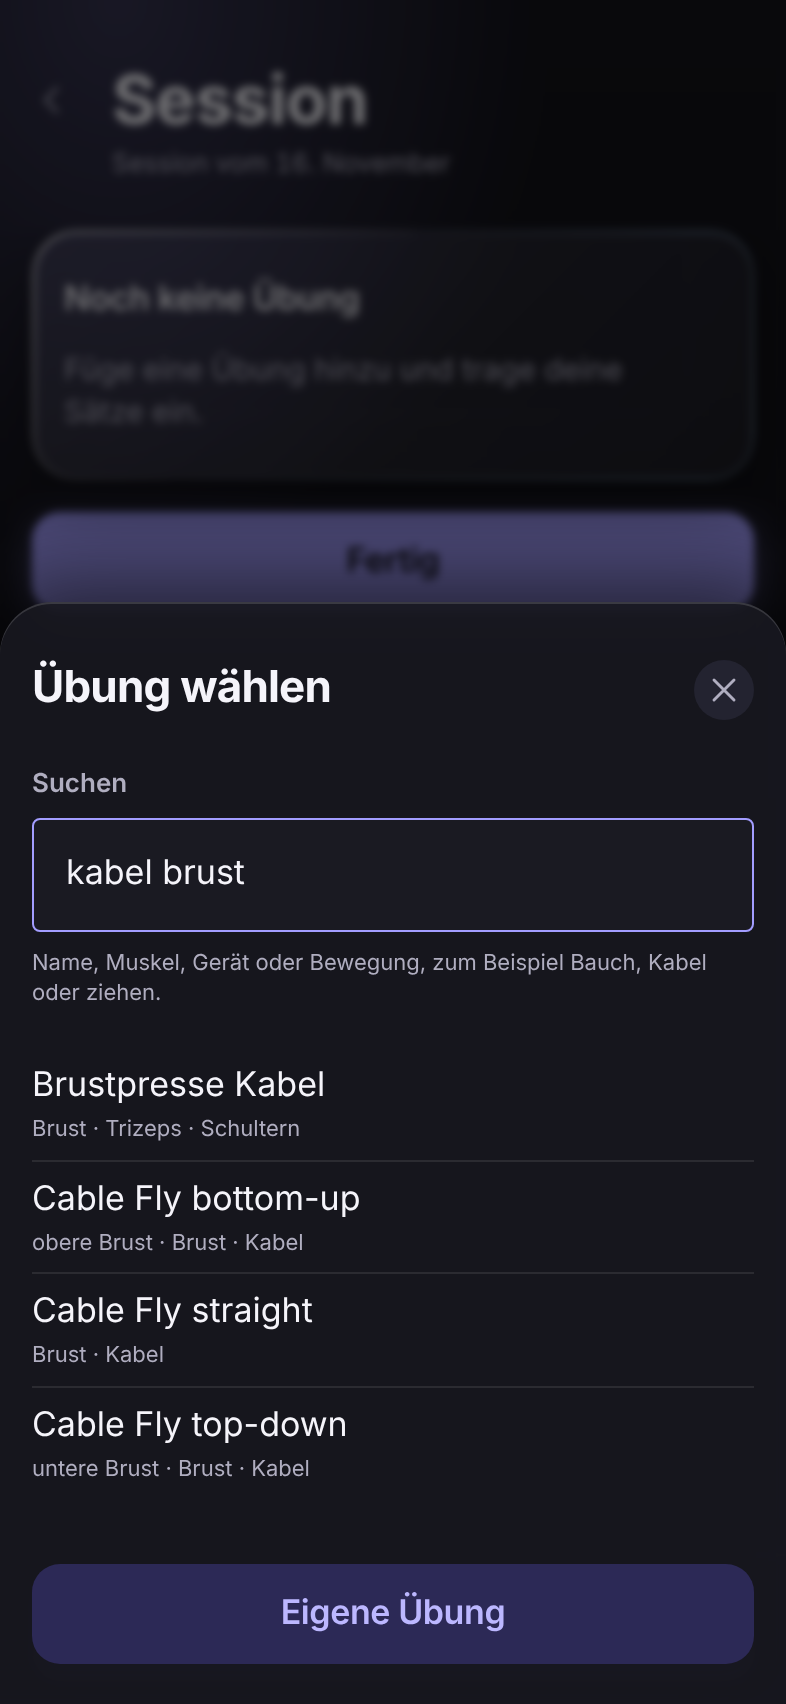 Session
Session vom 16. November
Noch keine Übung
Füge eine Übung hinzu und trage deine
Sätze ein.
Fertig
Übung wählen
Suchen
kabel brust
Name, Muskel, Gerät oder Bewegung, zum Beispiel Bauch, Kabel
oder ziehen.
Brustpresse Kabel
Brust · Trizeps · Schultern
Cable Fly bottom-up
obere Brust · Brust · Kabel
Cable Fly straight
Brust · Kabel
Cable Fly top-down
untere Brust · Brust · Kabel
Eigene Übung